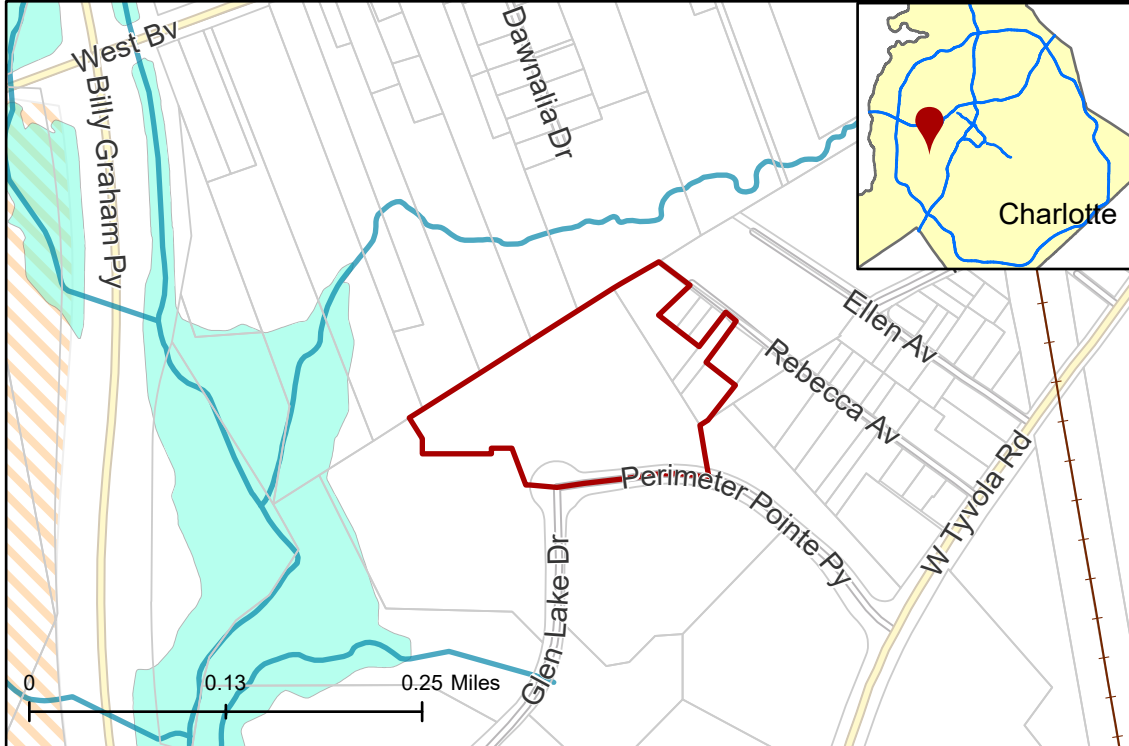 West Bv
Billy Graham Py
Dawnalia Dr
Charlotte
Ellen Av
Rebecca Av
Perimeter Pointe Py
W Tyvola Rd
Glen Lake Dr
0 0.13 0.25 Miles